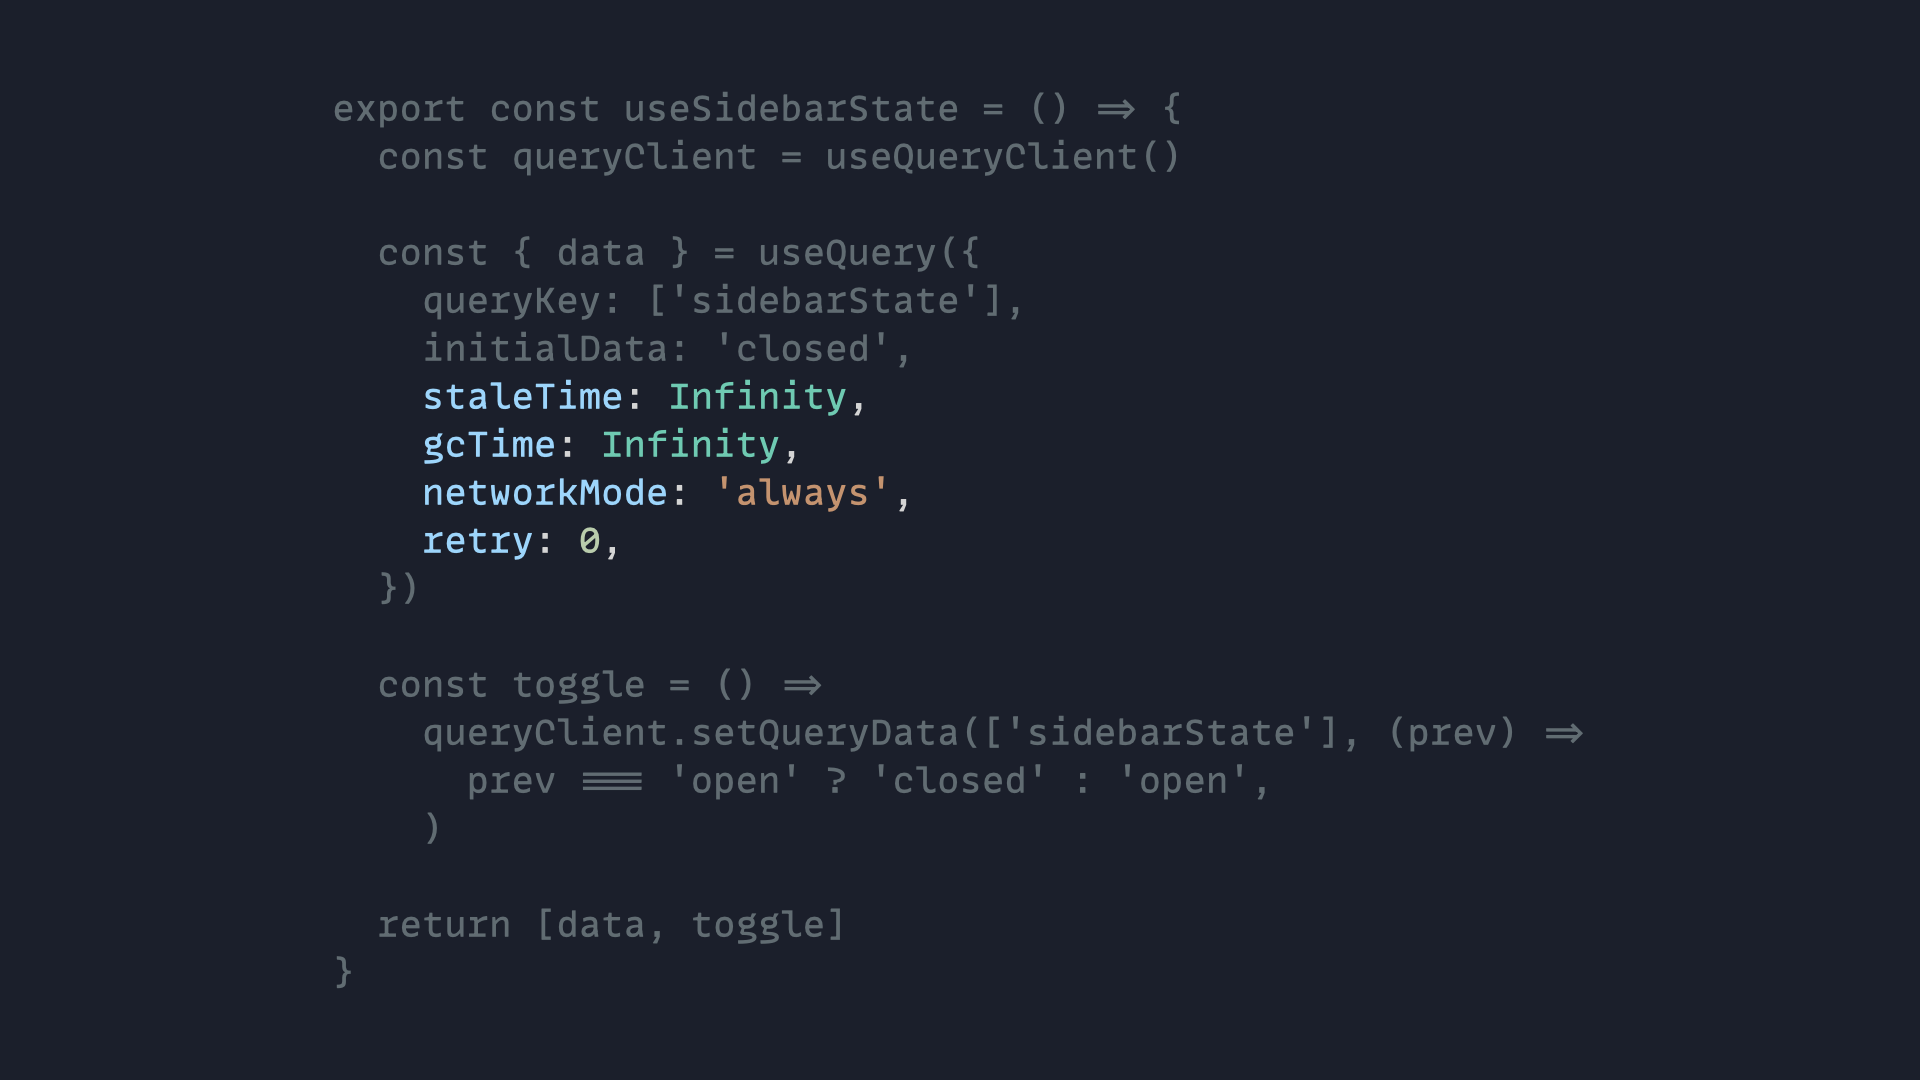 export const useSidebarState = () => {
  const queryClient = useQueryClient()

  const { data } = useQuery({
    queryKey: ['sidebarState'],
    initialData: 'closed',
    staleTime: Infinity,
    gcTime: Infinity,
    networkMode: 'always',
    retry: 0,
  })

  const toggle = () =>
    queryClient.setQueryData(['sidebarState'], (prev) =>
      prev === 'open' ? 'closed' : 'open',
    )

  return [data, toggle]
}